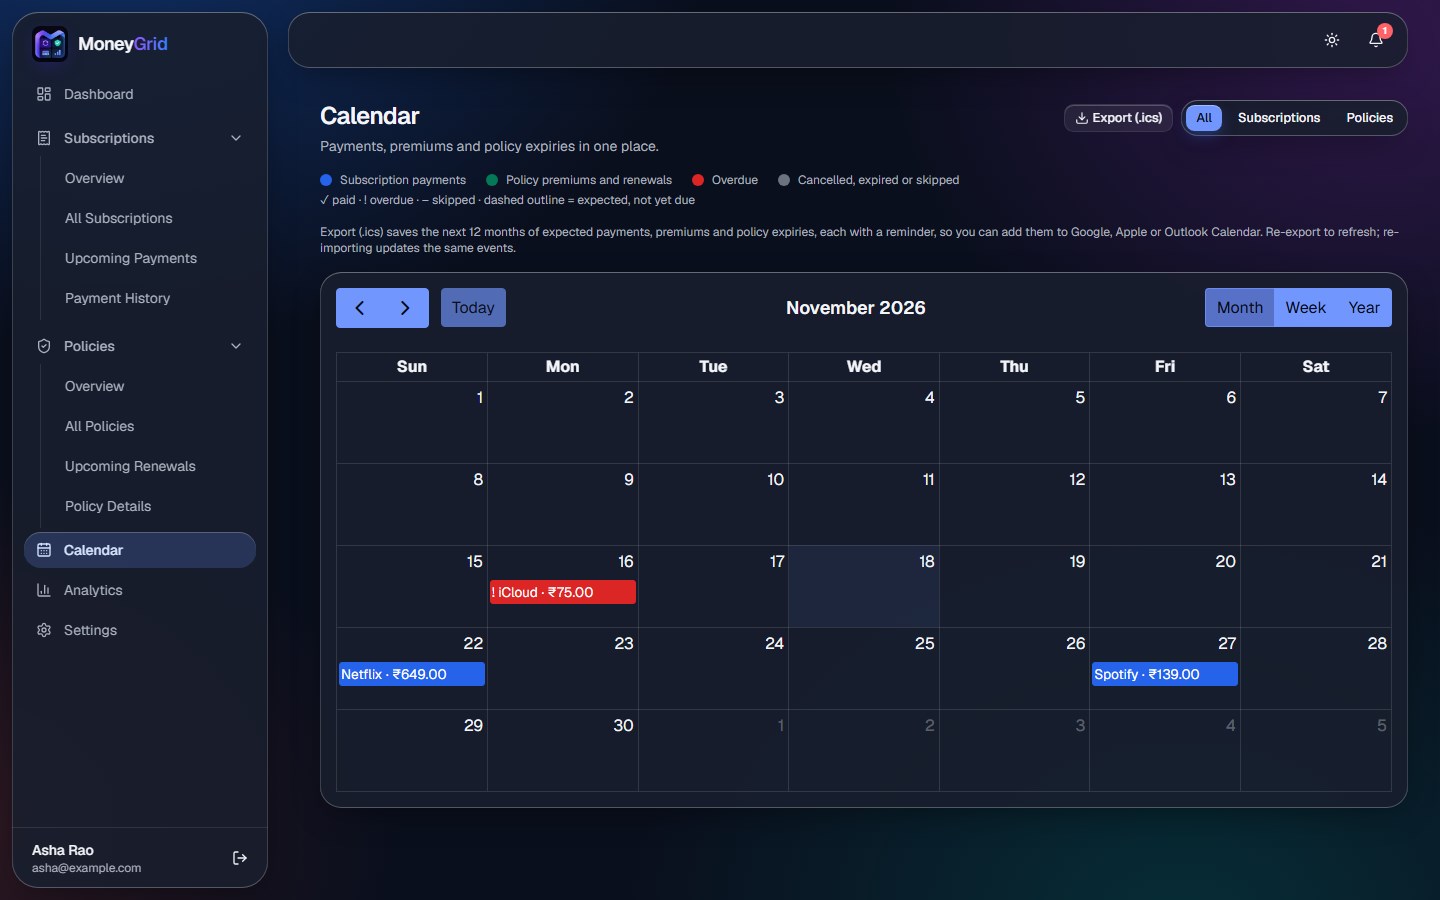 MoneyGrid
Dashboard
Subscriptions
Overview
All Subscriptions
Upcoming Payments
Payment History
Policies
Overview
All Policies
Upcoming Renewals
Policy Details
Calendar
Analytics
Settings
Asha Rao
asha@example.com
1
Calendar
Payments, premiums and policy expiries in one place.
Export (.ics)
All Subscriptions Policies
Subscription payments Policy premiums and renewals Overdue Cancelled, expired or skipped
✓ paid · ! overdue · – skipped · dashed outline = expected, not yet due
Export (.ics) saves the next 12 months of expected payments, premiums and policy expiries, each with a reminder, so you can add them to Google, Apple or Outlook Calendar. Re-export to refresh; re-
importing updates the same events.
Today
November 2026
Month Week Year
Sun Mon Tue Wed Thu Fri Sat
1 2 3 4 5 6 7
8 9 10 11 12 13 14
15 16 17 18 19 20 21
! iCloud · ₹75.00
22 23 24 25 26 27 28
Netflix · ₹649.00 Spotify · ₹139.00
29 30 1 2 3 4 5